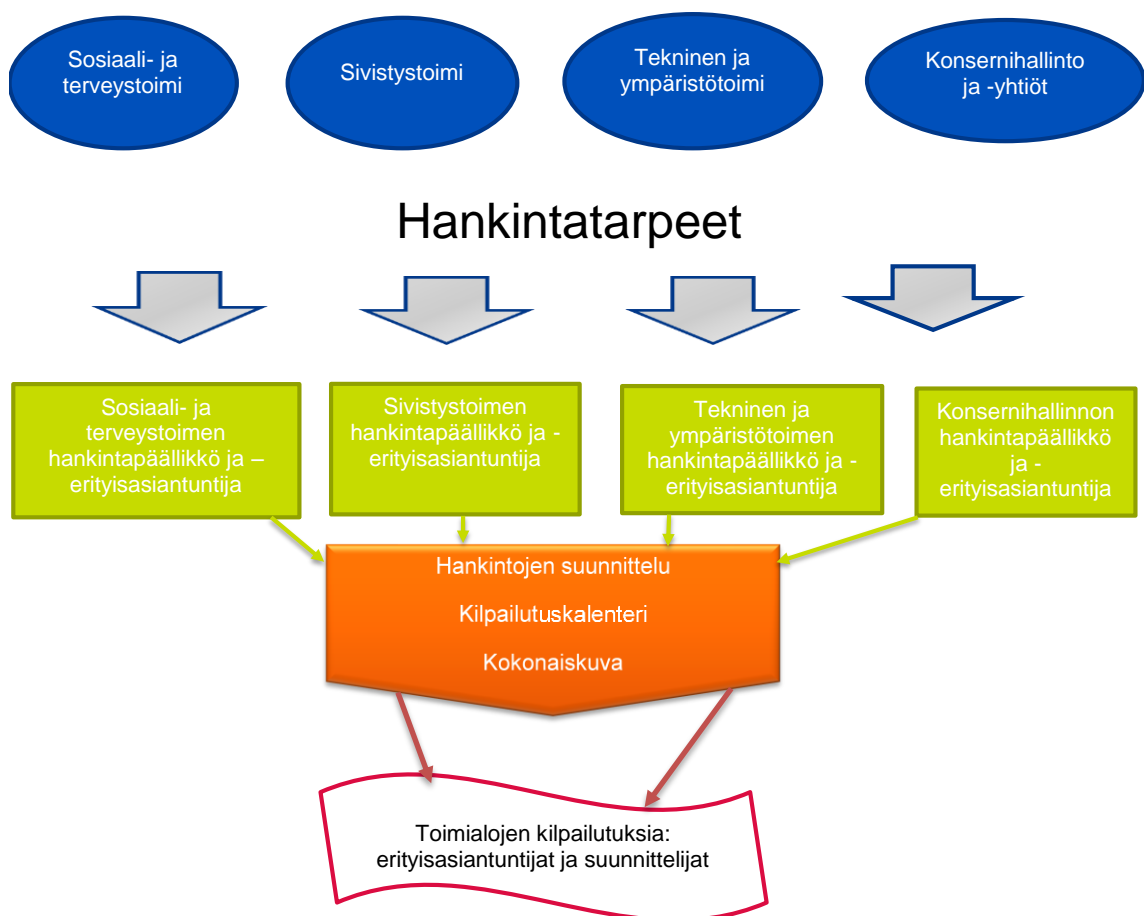 Sosiaali- ja
terveystoimi
Sivistystoimi
Tekninen ja
ympäristötoimi
Konsernihallinto
ja -yhtiöt
Hankintatarpeet
Sosiaali- ja
terveystoimen
hankintapäällikkö ja –
erityisasiantuntija
Sivistystoimen
hankintapäällikkö ja -
erityisasiantuntija
Tekninen ja
ympäristötoimen
hankintapäällikkö ja -
erityisasiantuntija
Konsernihallinnon
hankintapäällikkö
ja -
erityisasiantuntija
Hankintojen suunnittelu
Kilpailutuskalenteri
Kokonaiskuva
Toimialojen kilpailutuksia:
erityisasiantuntijat ja suunnittelijat